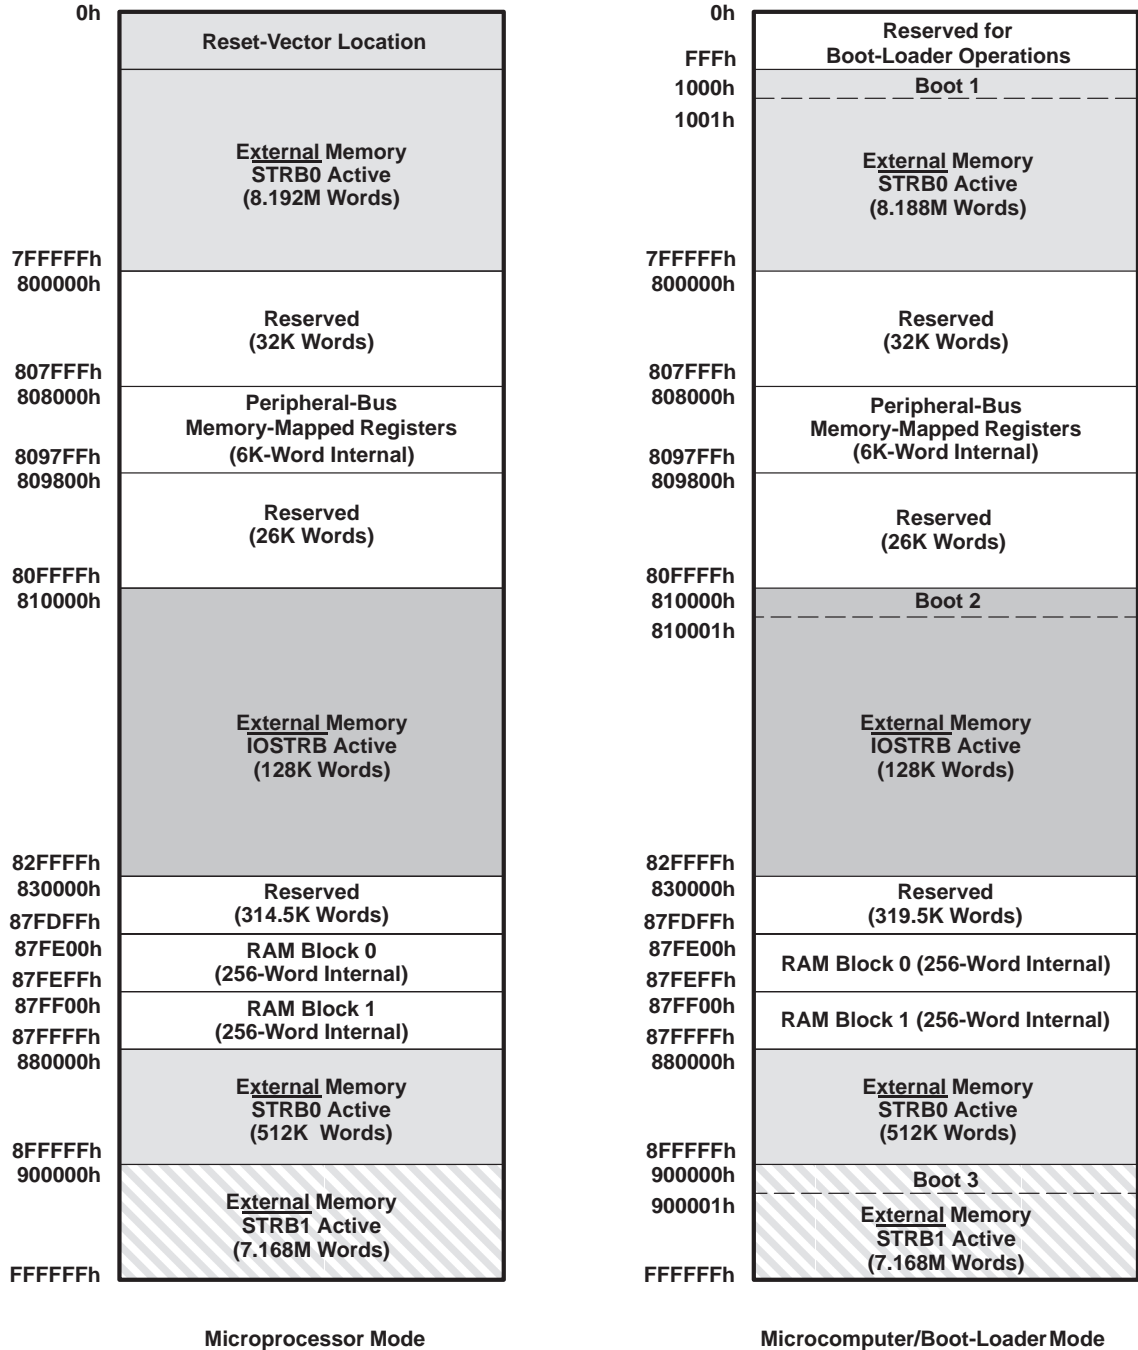 0h
Reset-Vector Location
External Memory
STRB0 Active
(8.192M Words)
7FFFFFh
800000h
Reserved
(32K Words)
807FFFh
808000h
Peripheral-Bus
Memory-Mapped Registers
(6K-Word Internal)
8097FFh
809800h
Reserved
(26K Words)
80FFFFh
810000h
External Memory
IOSTRB Active
(128K Words)
82FFFFh
830000h
Reserved
(314.5K Words)
87FDFFh
87FE00h
RAM Block 0
(256-Word Internal)
87FEFFh
87FF00h
RAM Block 1
(256-Word Internal)
87FFFFh
880000h
External Memory
STRB0 Active
(512K Words)
8FFFFFh
900000h
External Memory
STRB1 Active
(7.168M Words)
FFFFFFh
Microprocessor Mode
0h
Reserved for
Boot-Loader Operations
FFFh
1000h
Boot 1
1001h
External Memory
STRB0 Active
(8.188M Words)
7FFFFFh
800000h
Reserved
(32K Words)
807FFFh
808000h
Peripheral-Bus
Memory-Mapped Registers
(6K-Word Internal)
8097FFh
809800h
Reserved
(26K Words)
80FFFFh
810000h
Boot 2
810001h
External Memory
IOSTRB Active
(128K Words)
82FFFFh
830000h
Reserved
(319.5K Words)
87FDFFh
87FE00h
RAM Block 0 (256-Word Internal)
87FEFFh
87FF00h
RAM Block 1 (256-Word Internal)
87FFFFh
880000h
External Memory
STRB0 Active
(512K Words)
8FFFFFh
900000h
Boot 3
900001h
External Memory
STRB1 Active
(7.168M Words)
FFFFFFh
Microcomputer/Boot-Loader Mode